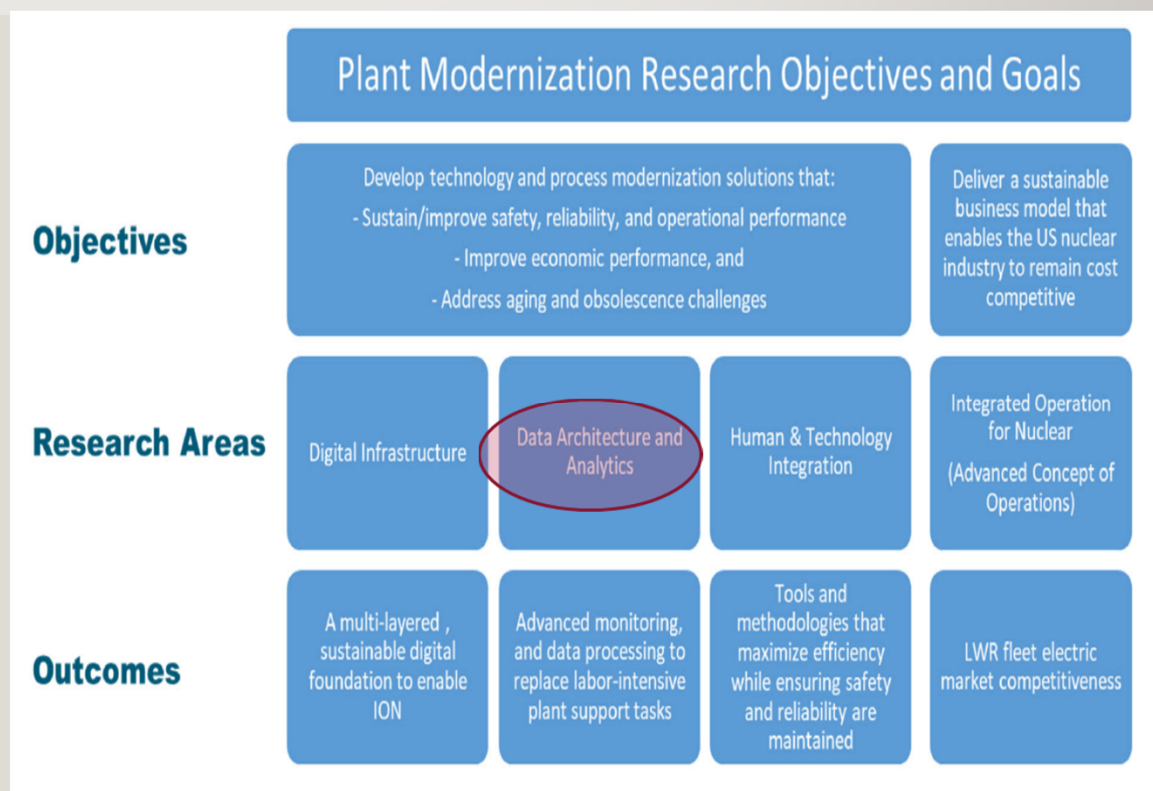 Plant Modernization Research Objectives and Goals
Objectives
Develop technology and process modernization solutions that:
- Sustain/improve safety, reliability, and operational performance
- Improve economic performance, and
- Address aging and obsolescence challenges
Deliver a sustainable
business model that
enables the US nuclear
industry to remain cost
competitive
Research Areas
Digital Infrastructure
Data Architecture and
Analytics
Human & Technology
Integration
Integrated Operation
for Nuclear
(Advanced Concept of
Operations)
Outcomes
A multi-layered ,
sustainable digital
foundation to enable
ION
Advanced monitoring,
and data processing to
replace labor-intensive
plant support tasks
Tools and
methodologies that
maximize efficiency
while ensuring safety
and reliability are
maintained
LWR fleet electric
market competitiveness